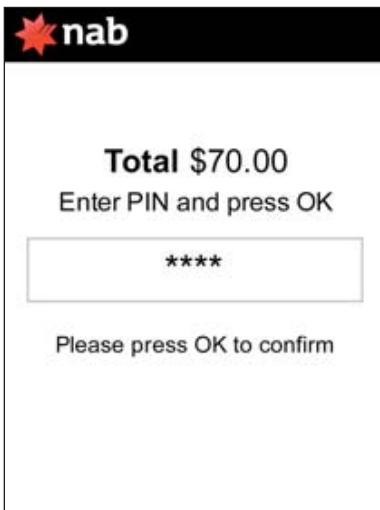 nab
Total $70.00
Enter PIN and press OK
****
Please press OK to confirm